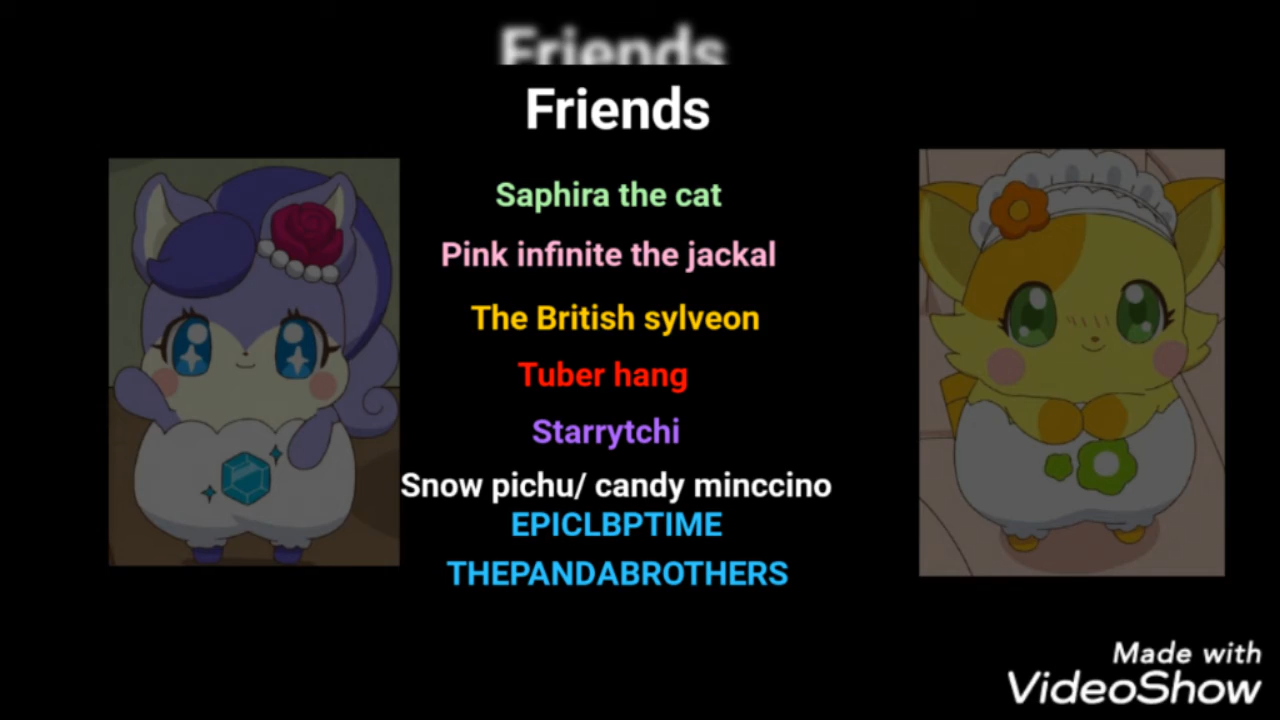 Friends
Friends
Saphira the cat
Pink infinite the jackal
The British sylveon
Tuber hang
Starrytchi
Snow pichu/ candy minccino
EPICLBPTIME
THEPANDABROTHERS
Made with
VideoShow